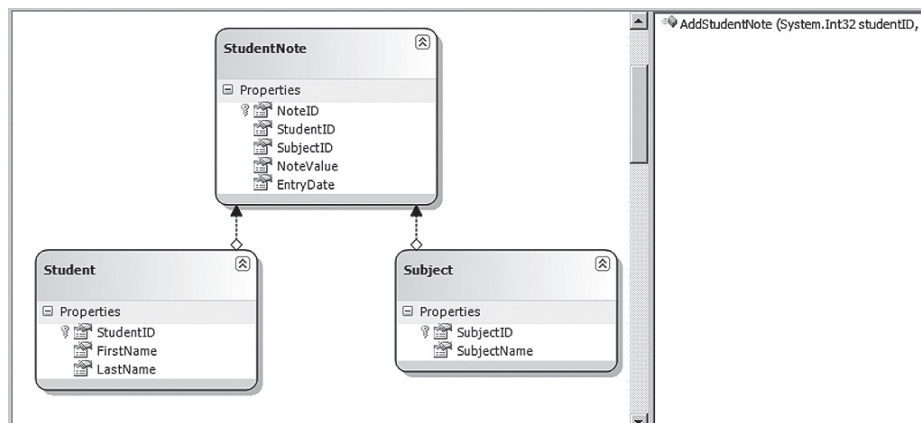 StudentNote
Properties
NoteID
StudentID
SubjectID
NoteValue
EntryDate
Student
Properties
StudentID
FirstName
LastName
Subject
Properties
SubjectID
SubjectName
AddStudentNote (System.Int32 studentID,